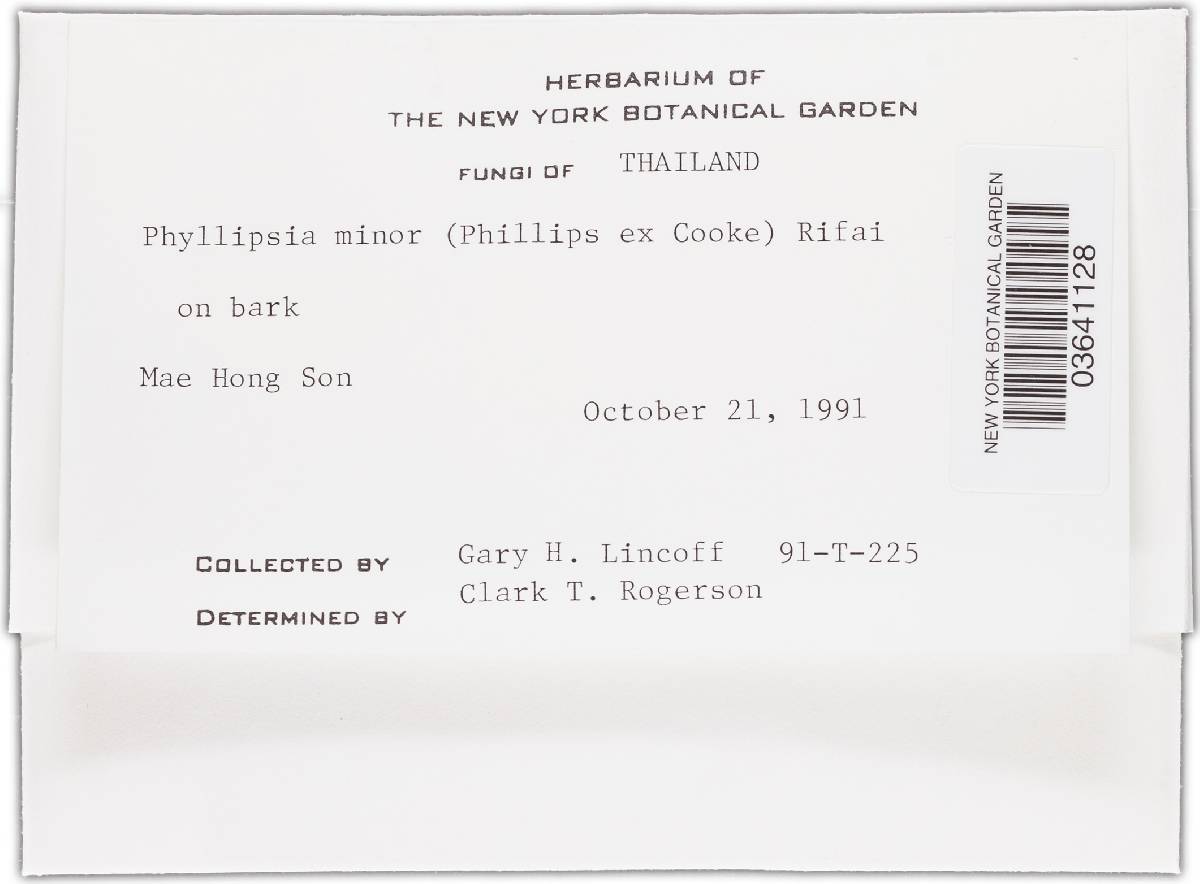 HERBARIUM OF
THE NEW YORK BOTANICAL GARDEN
FUNGI OF THAILAND
Phyllipsia minor (Phillips ex Cooke) Rifai
on bark
Mae Hong Son
October 21, 1991
COLLECTED BY Gary H. Lincoff 91-T-225
Clark T. Rogerson
DETERMINED BY
NEW YORK BOTANICAL GARDEN
03641128